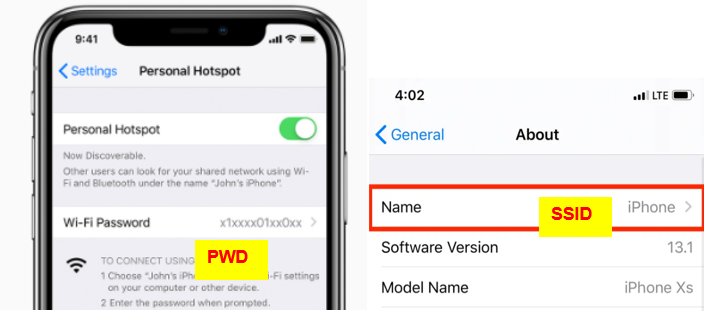 9:41
Settings Personal Hotspot
Personal Hotspot
Now Discoverable.
Other users can look for your shared network using Wi-
Fi and Bluetooth under the name “John's iPhone”.
Wi-Fi Password x1xxxx01xx0xx
PWD
TO CONNECT USING
1 Choose “John's -Fi settings
on your computer or other device.
2 Enter the password when prompted.
4:02 LTE
General About
Name SSID iPhone
Software Version 13.1
Model Name iPhone Xs